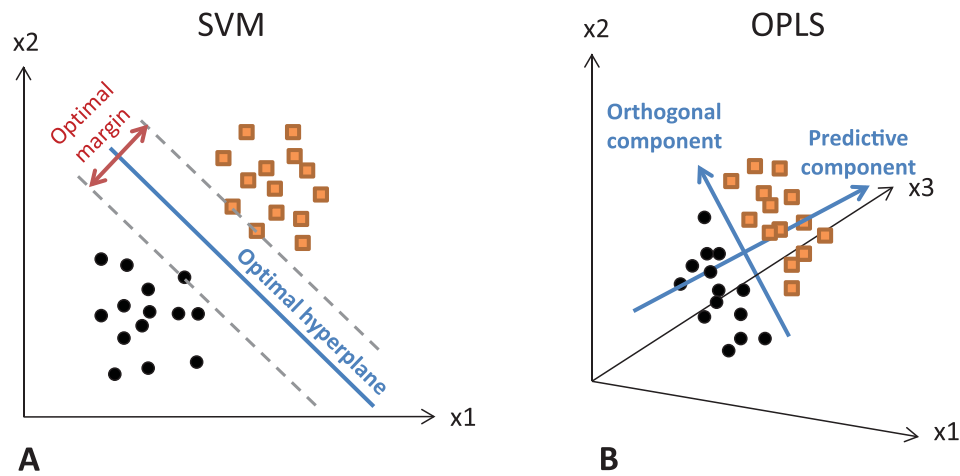 SVM
x2
Optimal
margin
Optimal hyperplane
x1
A
OPLS
x2
Orthogonal
component
Predictive
component
x3
x1
B